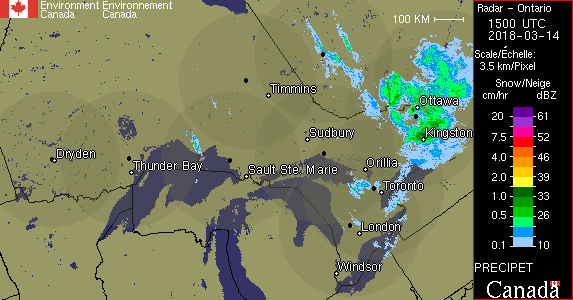 Environment Environnement
Canada Canada
100 KM
Timmins
Ottawa
Sudbury
Kingston
Dryden
Thunder Bay
Sault Ste. Marie
Orillia
Toronto
London
Windsor
Radar - Ontario
1500 UTC
2018-03-14
Scale/Échelle:
3.5 km/Pixel
Snow/Neige
cm/hr dBZ
20 61
7.5 52
4.0 46
2.0 39
1.0 33
0.5 26
0.1 10
PRECIPET
Canada